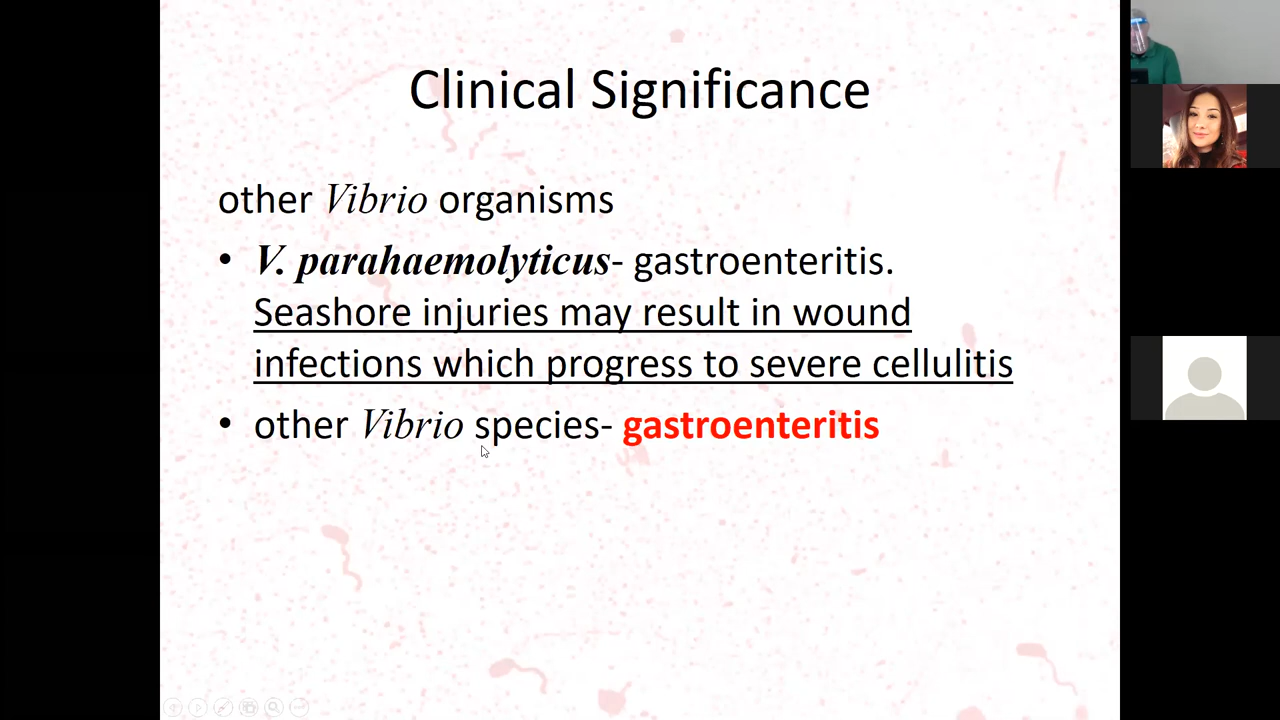 Clinical Significance
other Vibrio organisms
• V. parahaemolyticus- gastroenteritis.
Seashore injuries may result in wound
infections which progress to severe cellulitis
• other Vibrio species- gastroenteritis